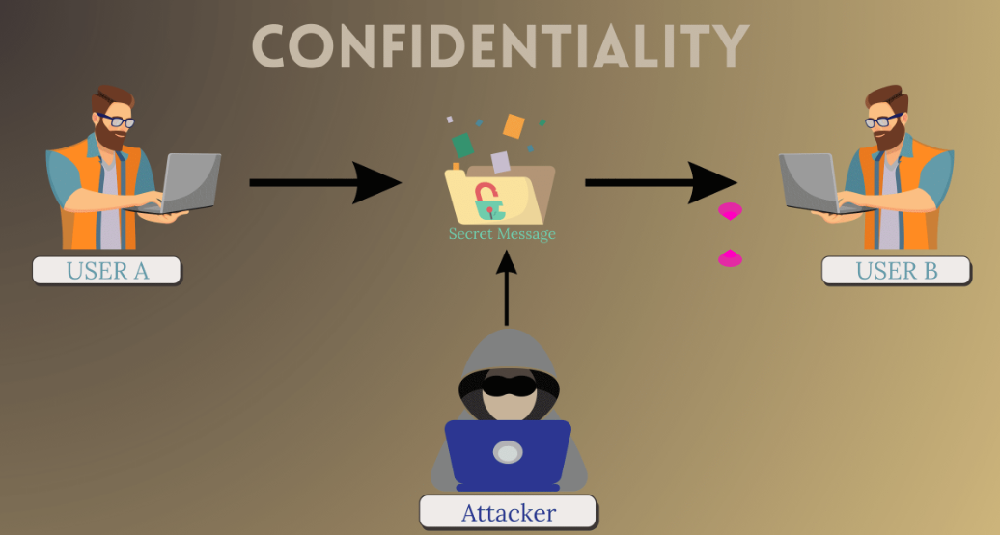 CONFIDENTIALITY
Secret Message
USER A
USER B
Attacker